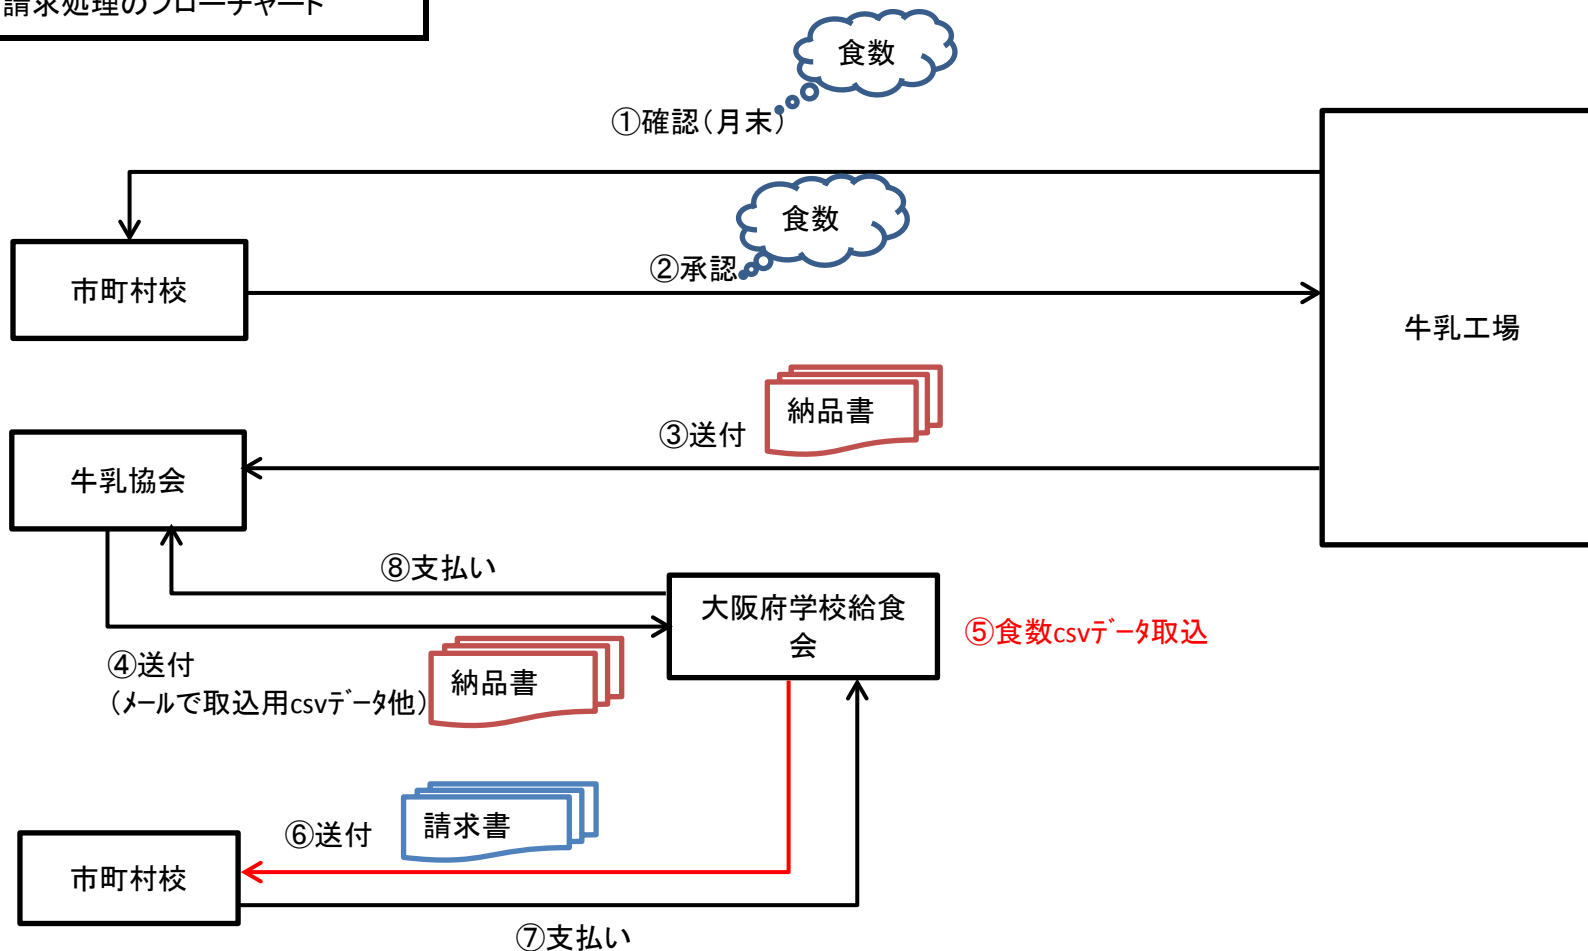 請求処理のフローチャート
食数
①確認（月末）
食数
市町村校
②承認
牛乳工場
納品書
③送付
牛乳協会
⑧支払い
大阪府学校給食
会
⑤食数csvﾃﾞｰﾀ取込
④送付
（ﾒｰﾙで取込用csvﾃﾞｰﾀ他）
納品書
請求書
⑥送付
市町村校
⑦支払い